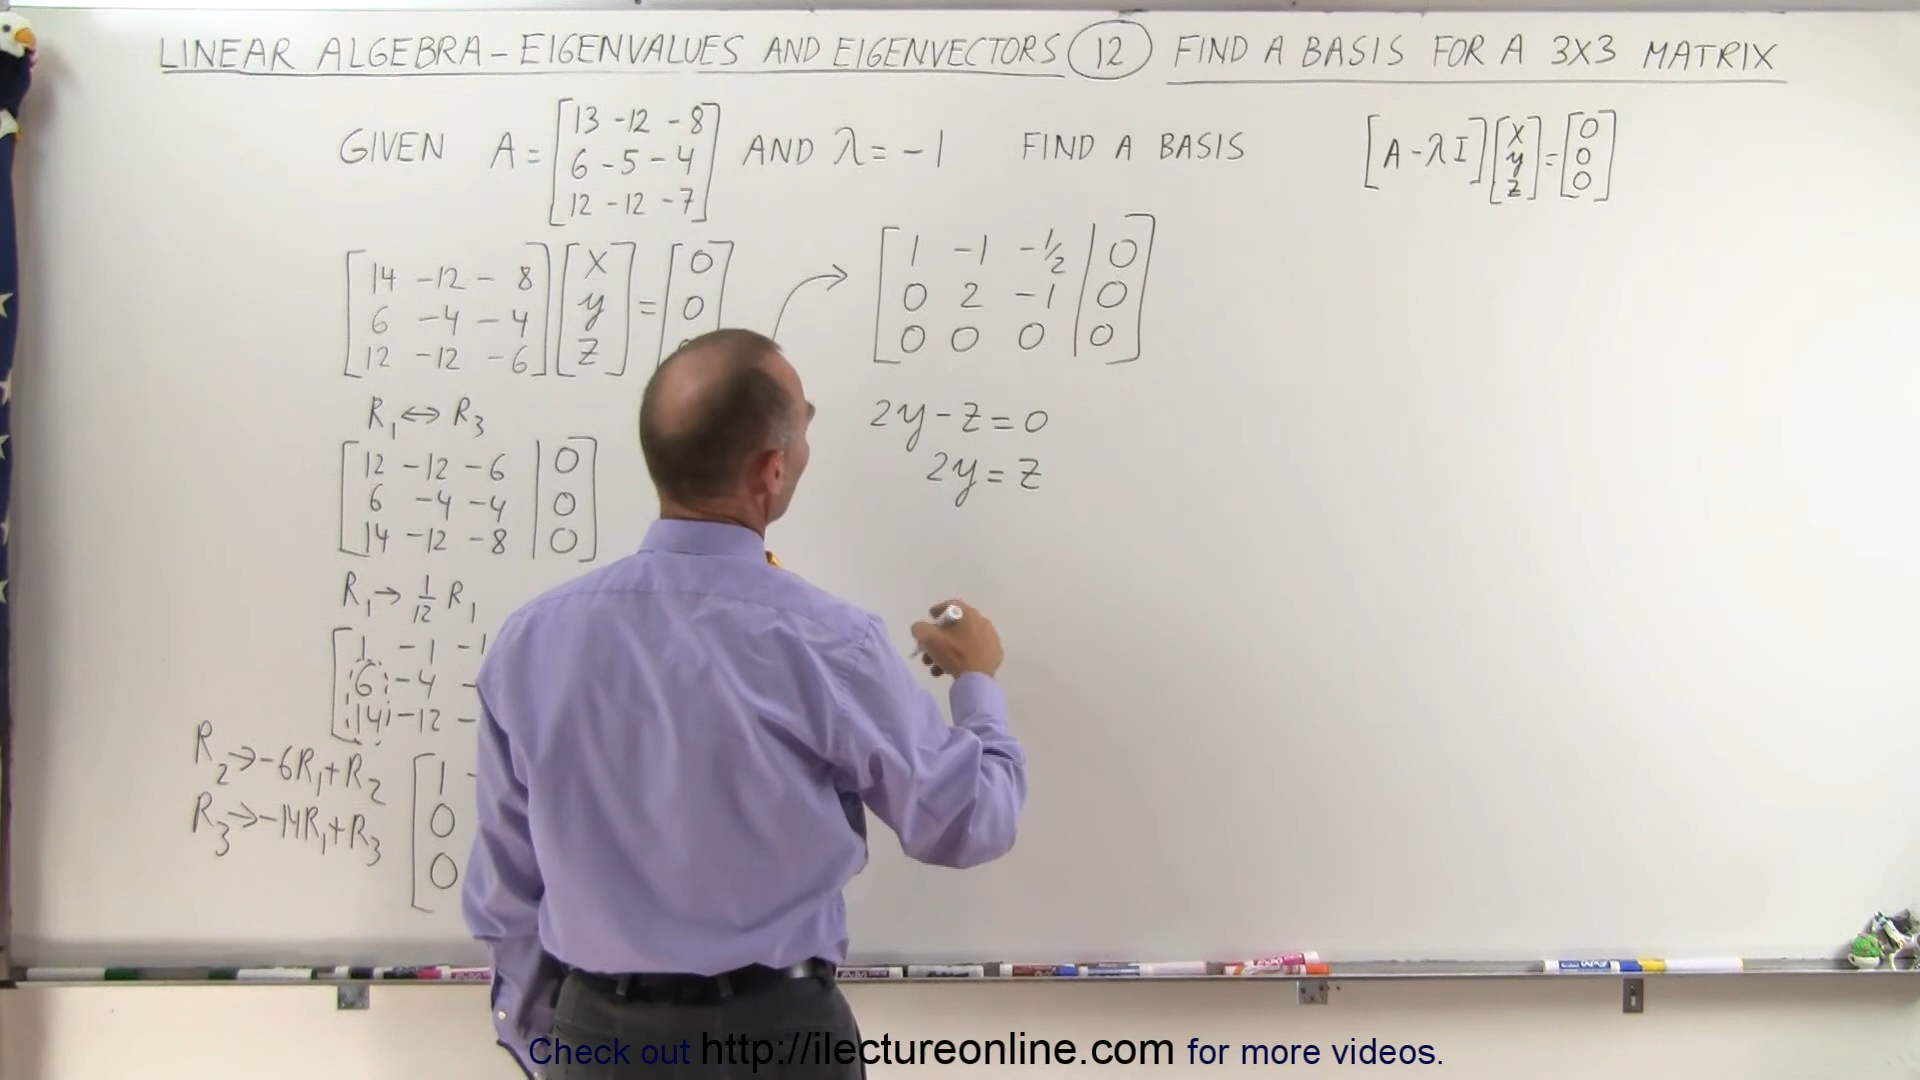 LINEAR ALGEBRA - EIGENVALUES AND EIGENVECTORS 12 FIND A BASIS FOR A 3X3 MATRIX
GIVEN A = [13 -12 -8
6 -5 -4
12 -12 -7] AND λ = -1 FIND A BASIS
[A - λI] [x
y
z] = [0
0
0]
[14 -12 -8
6 -4 -4
12 -12 -6] [x
y
z] = [0
0
R₁ ↔ R₃
[12 -12 -6 | 0
6 -4 -4 | 0
14 -12 -8 | 0]
R₁ → 1/12 R₁
[1 -1 -1
6 -4 -
14 -12 -
R₂ → -6R₁ + R₂
R₃ → -14R₁ + R₃
[1 -
0
0
[1 -1 -1/2 | 0
0 2 -1 | 0
0 0 0 | 0]
2y - z = 0
2y = z
Check out http://ilectureonline.com for more videos.